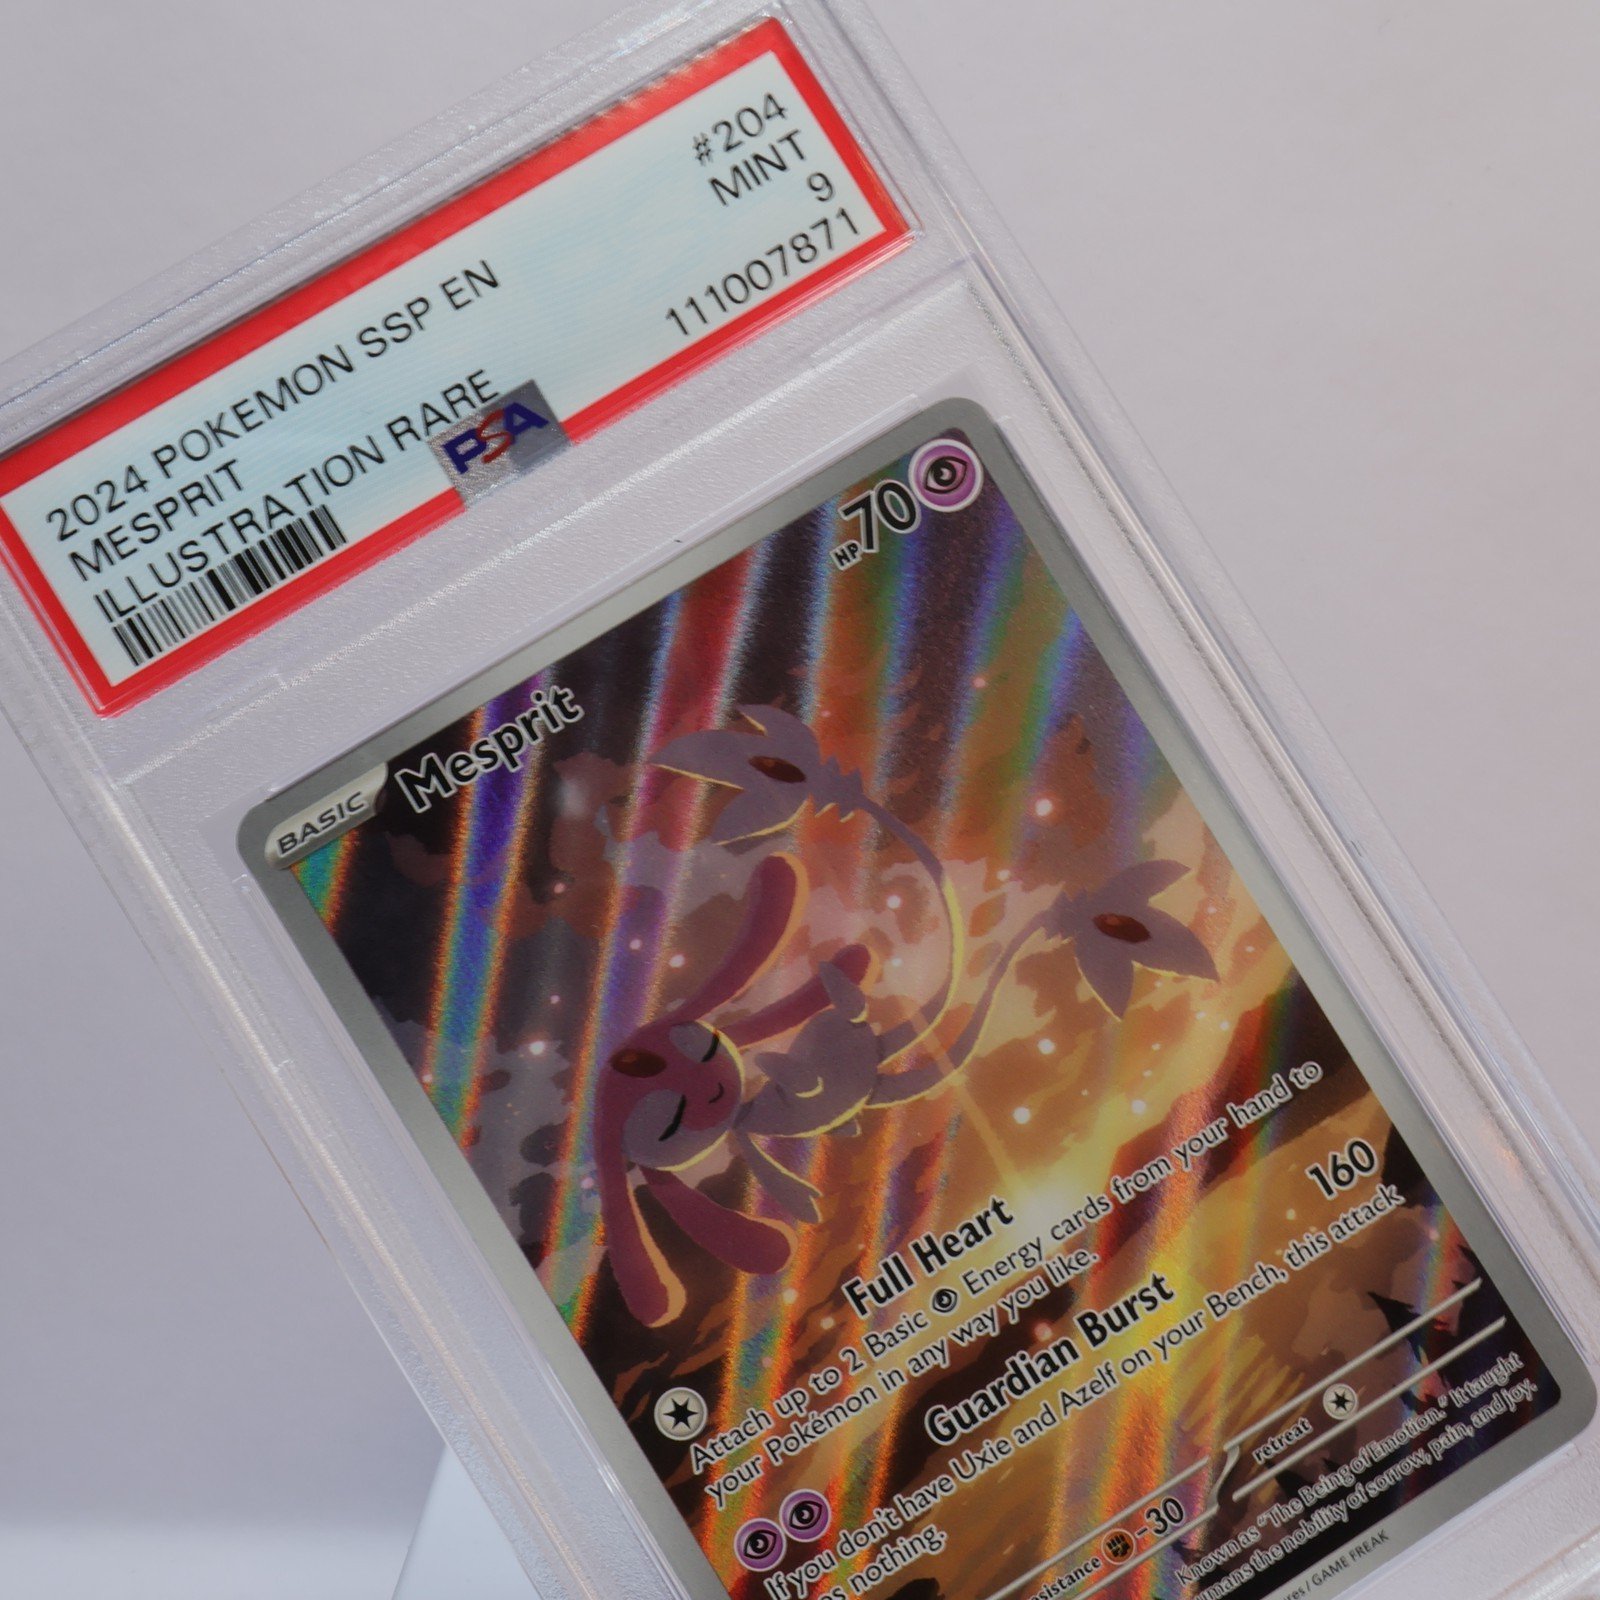 2024 POKEMON SSP EN
#204
MESPRIT
MINT
ILLUSTRATION RARE
9
111007871
PSA
BASIC
Mesprit
HP70
Full Heart
Attach up to 2 Basic Energy cards from your hand to
your Pokémon in any way you like.
Guardian Burst
160
If you don't have Uxie and Azelf on your Bench, this attack
nothing.
-30
retreat
Known as "The Being of Emotion." It taught
the nobility of sorrow, pain, and joy.
/ GAME FREAK